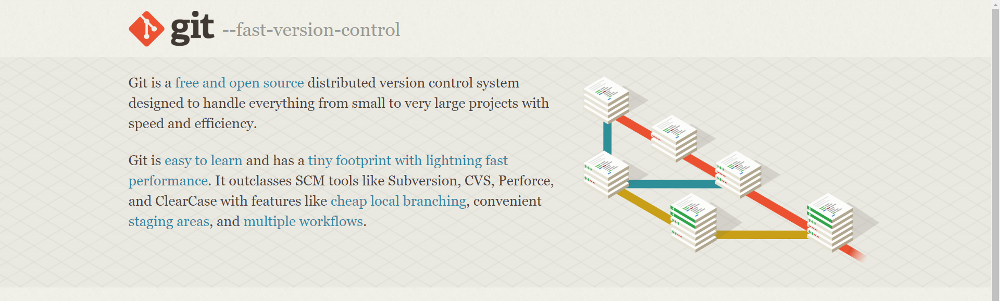 git --fast-version-control
Git is a free and open source distributed version control system
designed to handle everything from small to very large projects with
speed and efficiency.
Git is easy to learn and has a tiny footprint with lightning fast
performance. It outclasses SCM tools like Subversion, CVS, Perforce,
and ClearCase with features like cheap local branching, convenient
staging areas, and multiple workflows.